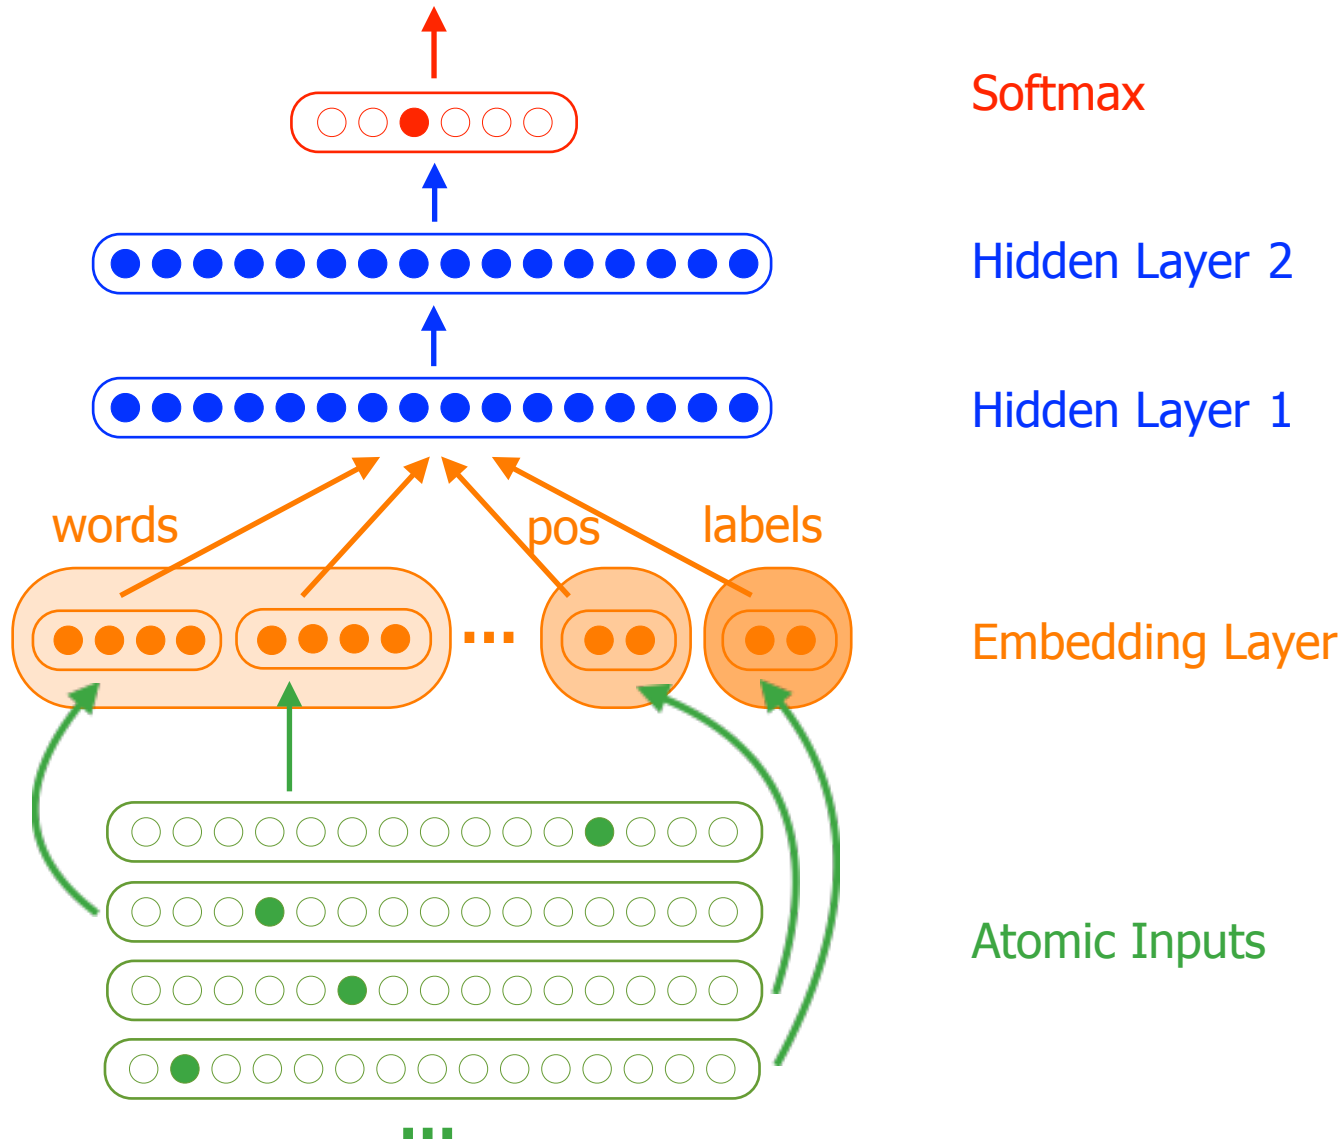 Softmax
Hidden Layer 2
Hidden Layer 1
words
pos
labels
...
Embedding Layer
Atomic Inputs
...